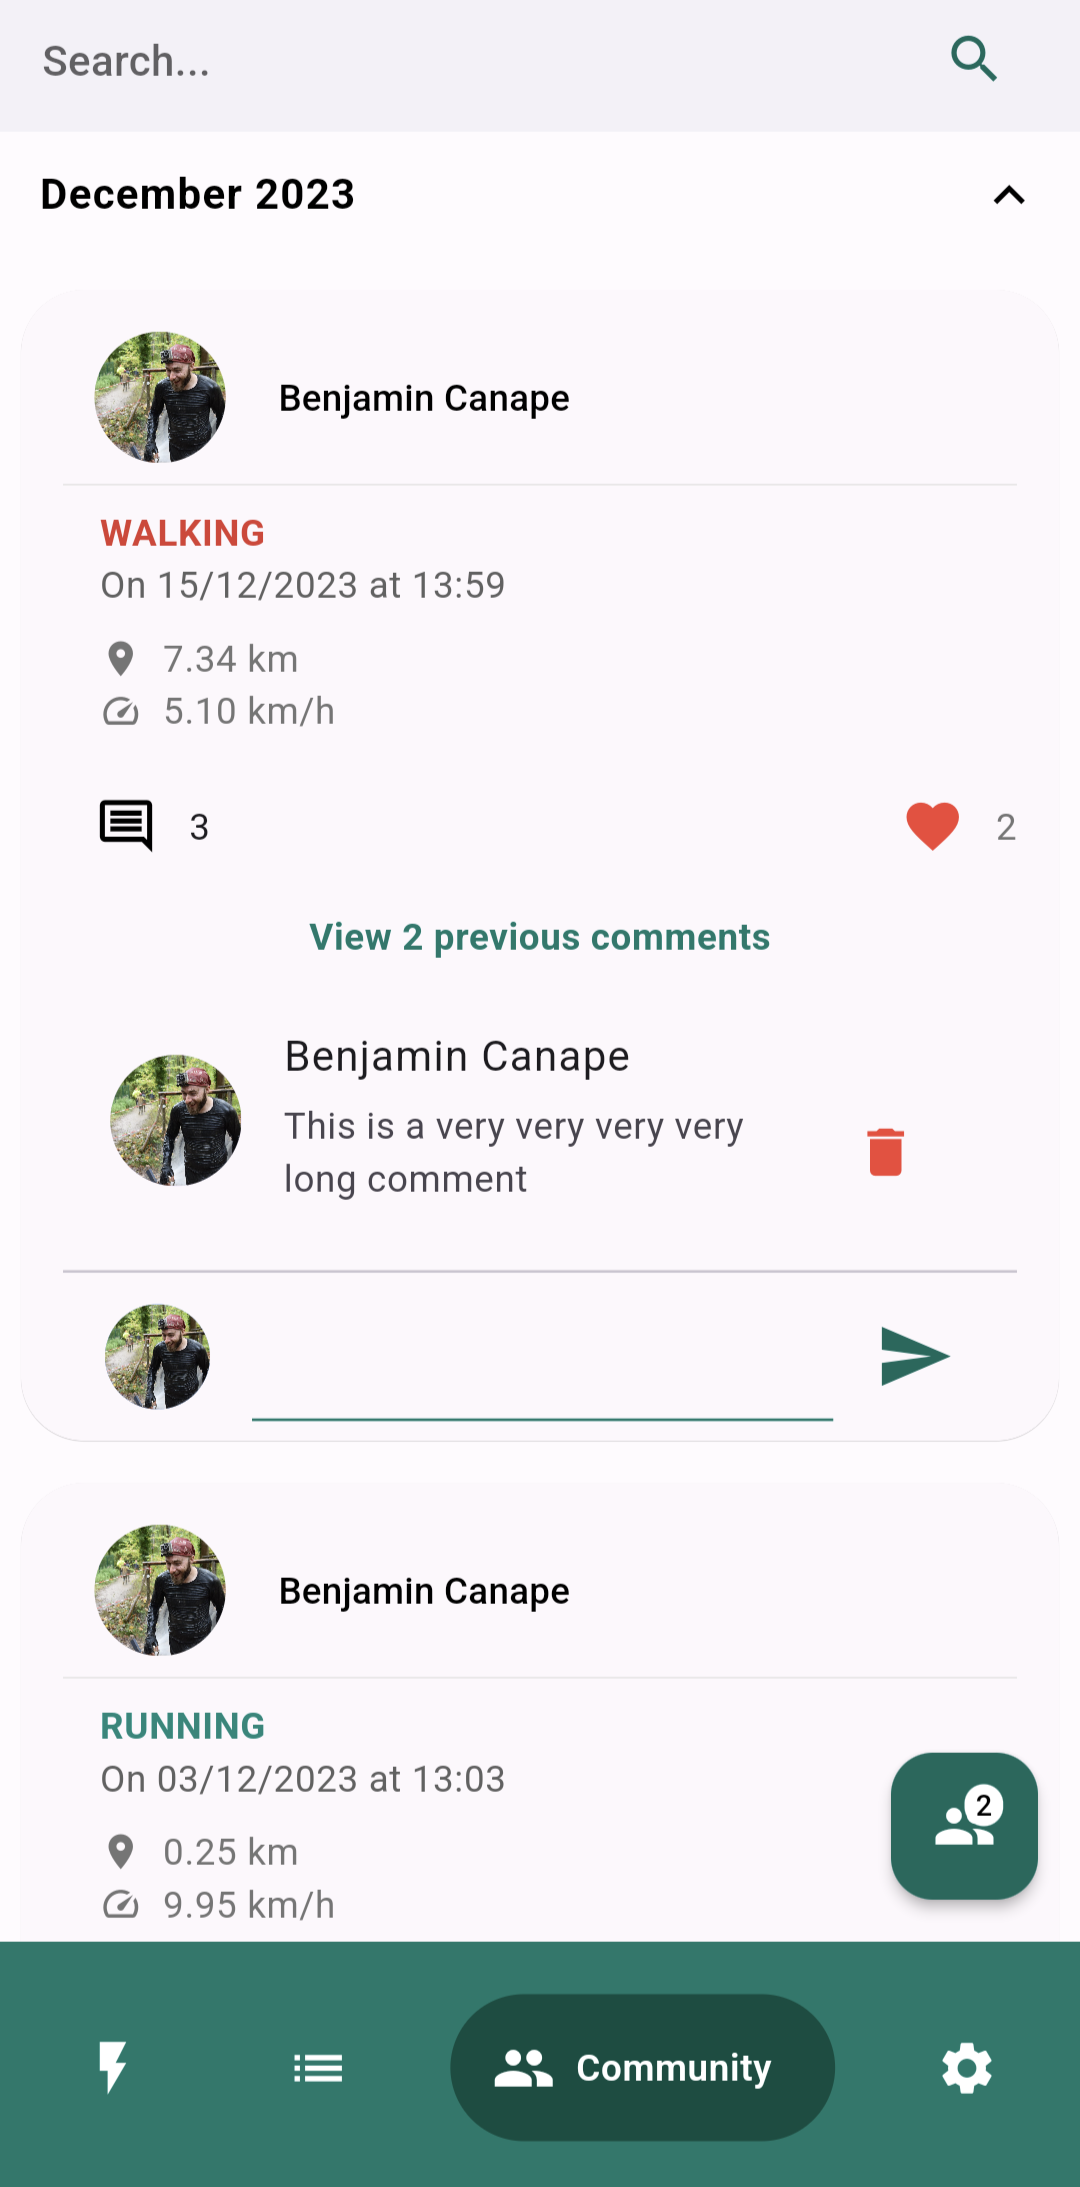 Search...
December 2023
Benjamin Canape
WALKING
On 15/12/2023 at 13:59
7.34 km
5.10 km/h
3
2
View 2 previous comments
Benjamin Canape
This is a very very very very
long comment
Benjamin Canape
RUNNING
On 03/12/2023 at 13:03
2
0.25 km
9.95 km/h
Community